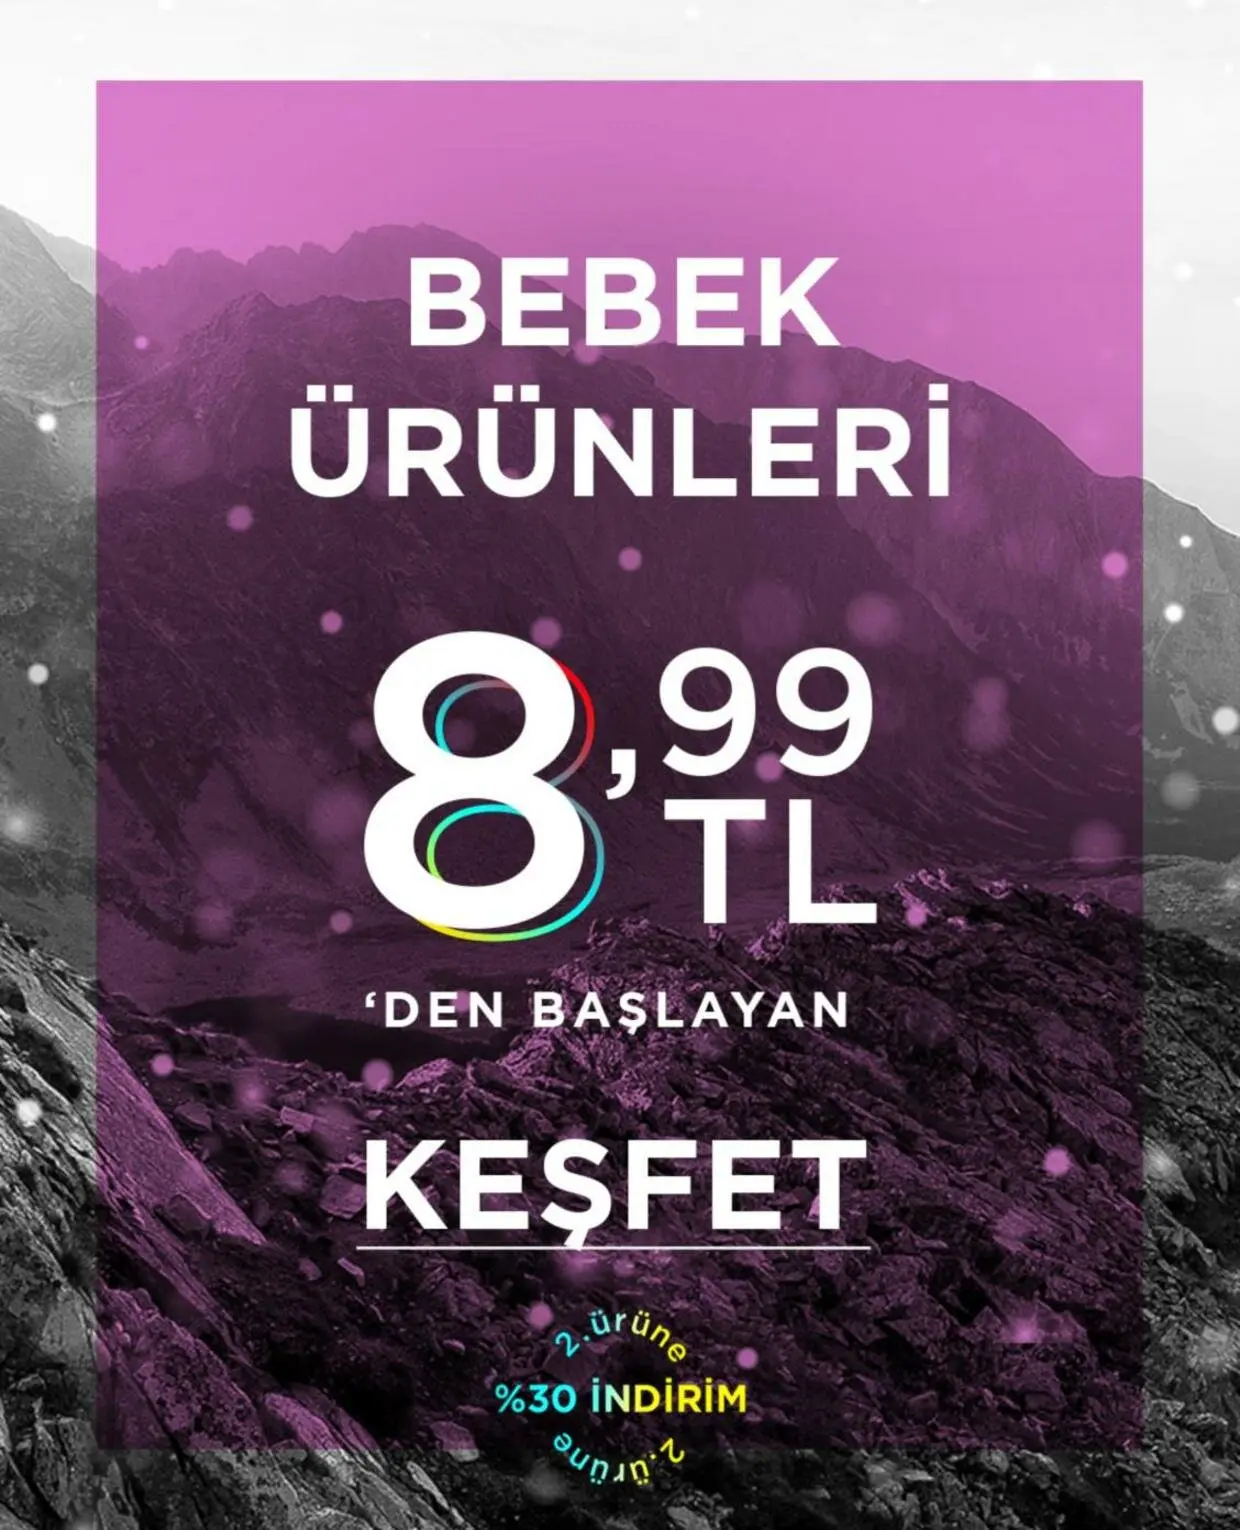 BEBEK
ÜRÜNLERİ
8,99
TL
‘DEN BAŞLAYAN
KEŞFET
2.ürüne
%30 İNDİRİM
2.ürüne